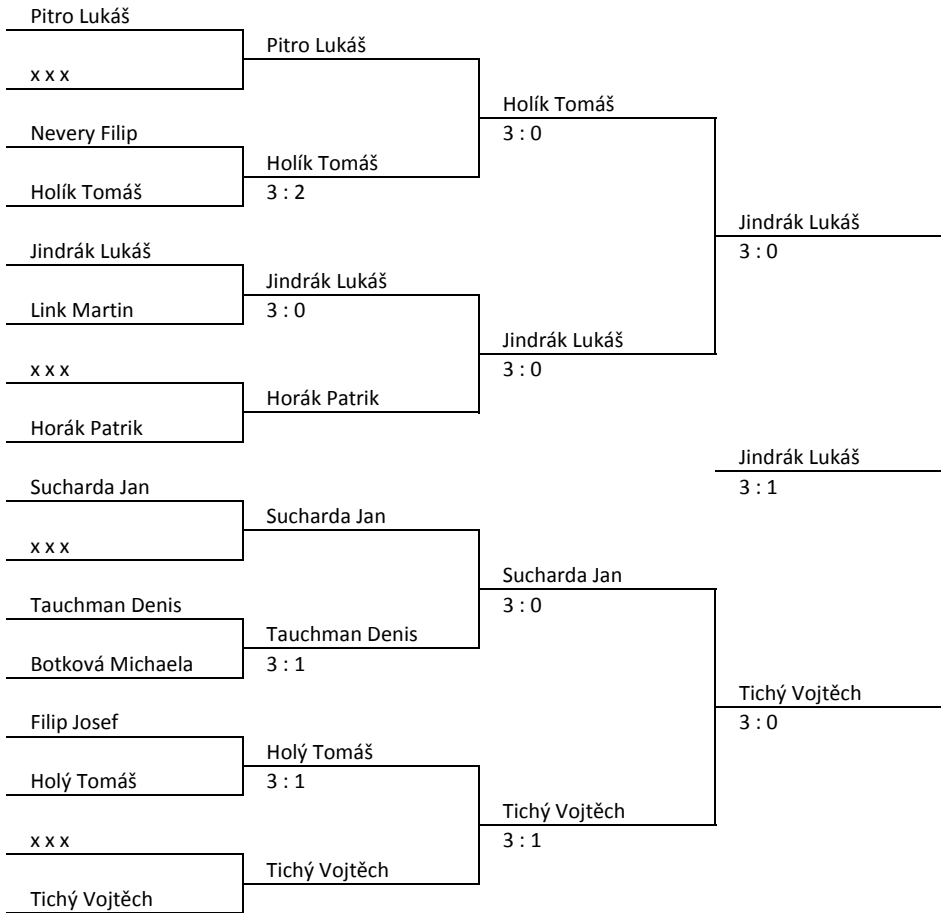 Pitro Lukáš
Pitro Lukáš
x x x
Holík Tomáš
3 : 0
Nevery Filip
Holík Tomáš
3 : 2
Holík Tomáš
Jindrák Lukáš
3 : 0
Jindrák Lukáš
Jindrák Lukáš
3 : 0
Link Martin
Jindrák Lukáš
3 : 0
x x x
Horák Patrik
Horák Patrik
Jindrák Lukáš
3 : 1
Sucharda Jan
Sucharda Jan
x x x
Sucharda Jan
3 : 0
Tauchman Denis
Tauchman Denis
3 : 1
Botková Michaela
Tichý Vojtěch
3 : 0
Filip Josef
Holý Tomáš
3 : 1
Holý Tomáš
Tichý Vojtěch
3 : 1
x x x
Tichý Vojtěch
Tichý Vojtěch